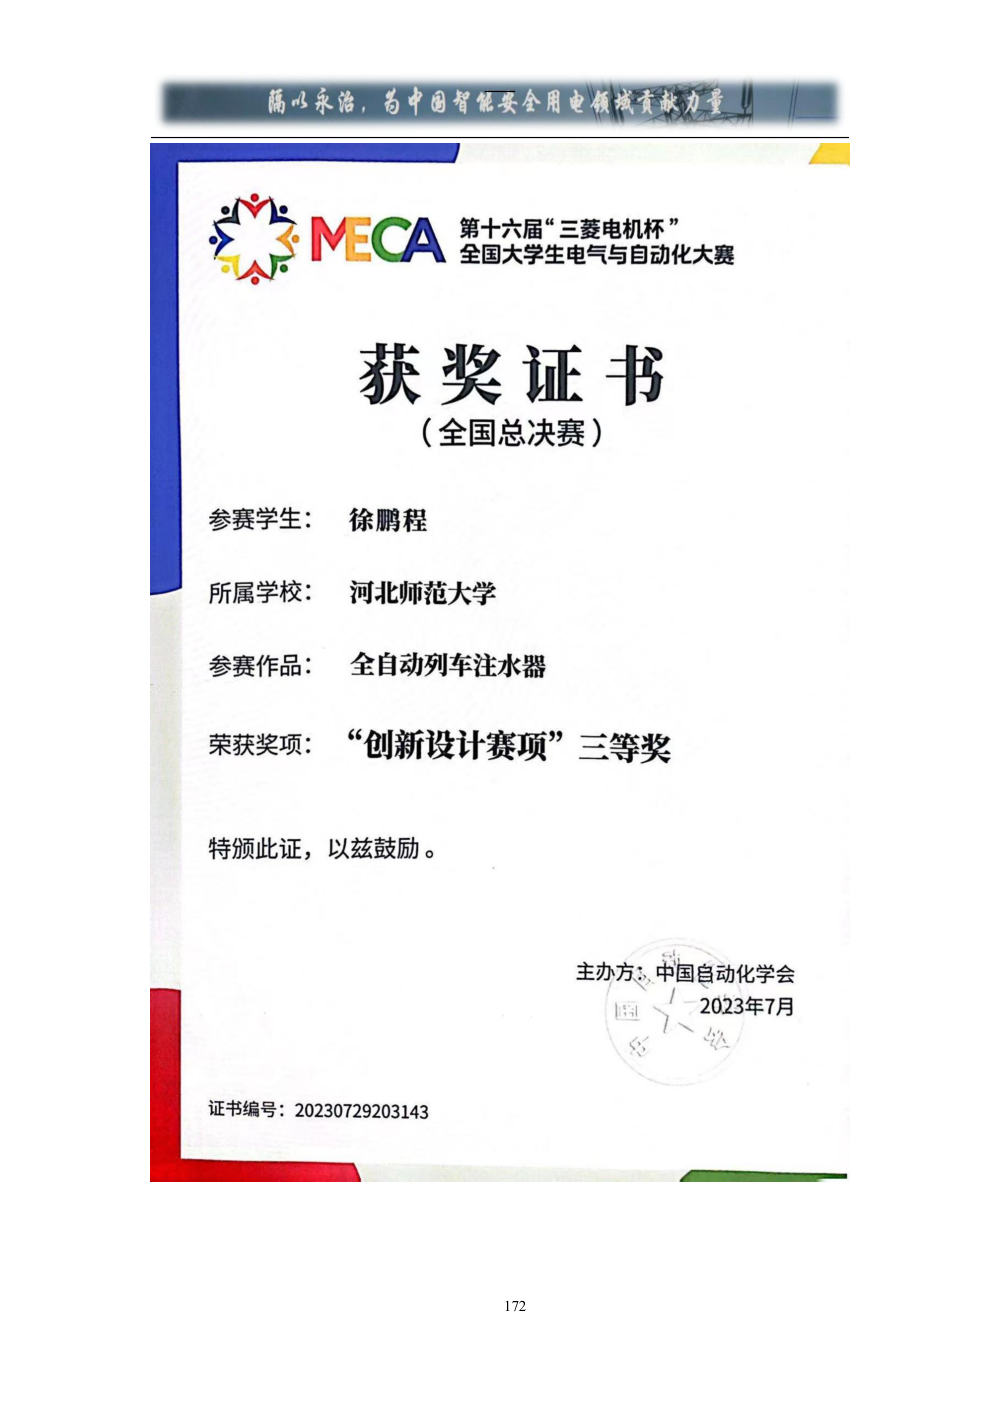 隔以永治，为中国智能安全用电领域贡献力量
MECA
第十六届“三菱电机杯”
全国大学生电气与自动化大赛
获奖证书
（全国总决赛）
参赛学生： 徐鹏程
所属学校： 河北师范大学
参赛作品： 全自动列车注水器
荣获奖项： “创新设计赛项”三等奖
特颁此证，以兹鼓励。
主办方：中国自动化学会
2023年7月
证书编号：20230729203143
172